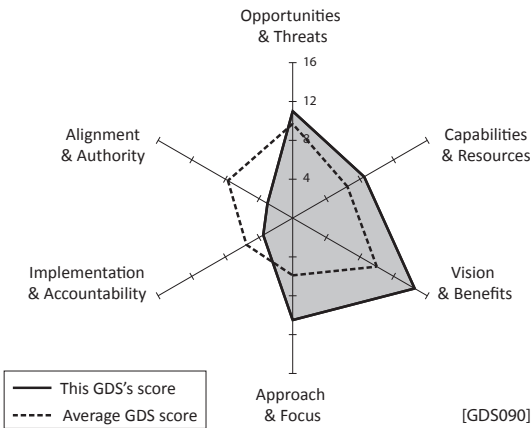 Opportunities
& Threats
16
12
8
4
Alignment
& Authority
Capabilities
& Resources
Implementation
& Accountability
Vision
& Benefits
This GDS's score
Average GDS score
Approach
& Focus
[GDS090]